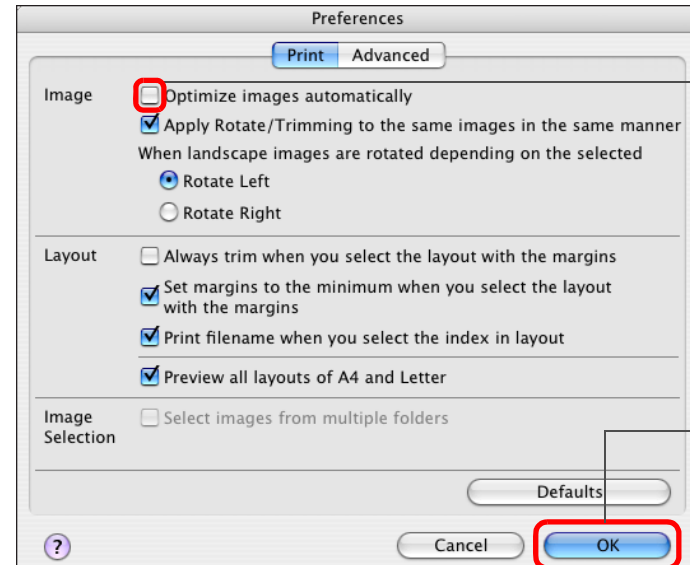 Preferences
Print Advanced
Image Optimize images automatically
Apply Rotate/Trimming to the same images in the same manner
When landscape images are rotated depending on the selected
Rotate Left
Rotate Right
Layout Always trim when you select the layout with the margins
Set margins to the minimum when you select the layout
with the margins
Print filename when you select the index in layout
Preview all layouts of A4 and Letter
Image Select images from multiple folders
Selection
Defaults
? Cancel OK